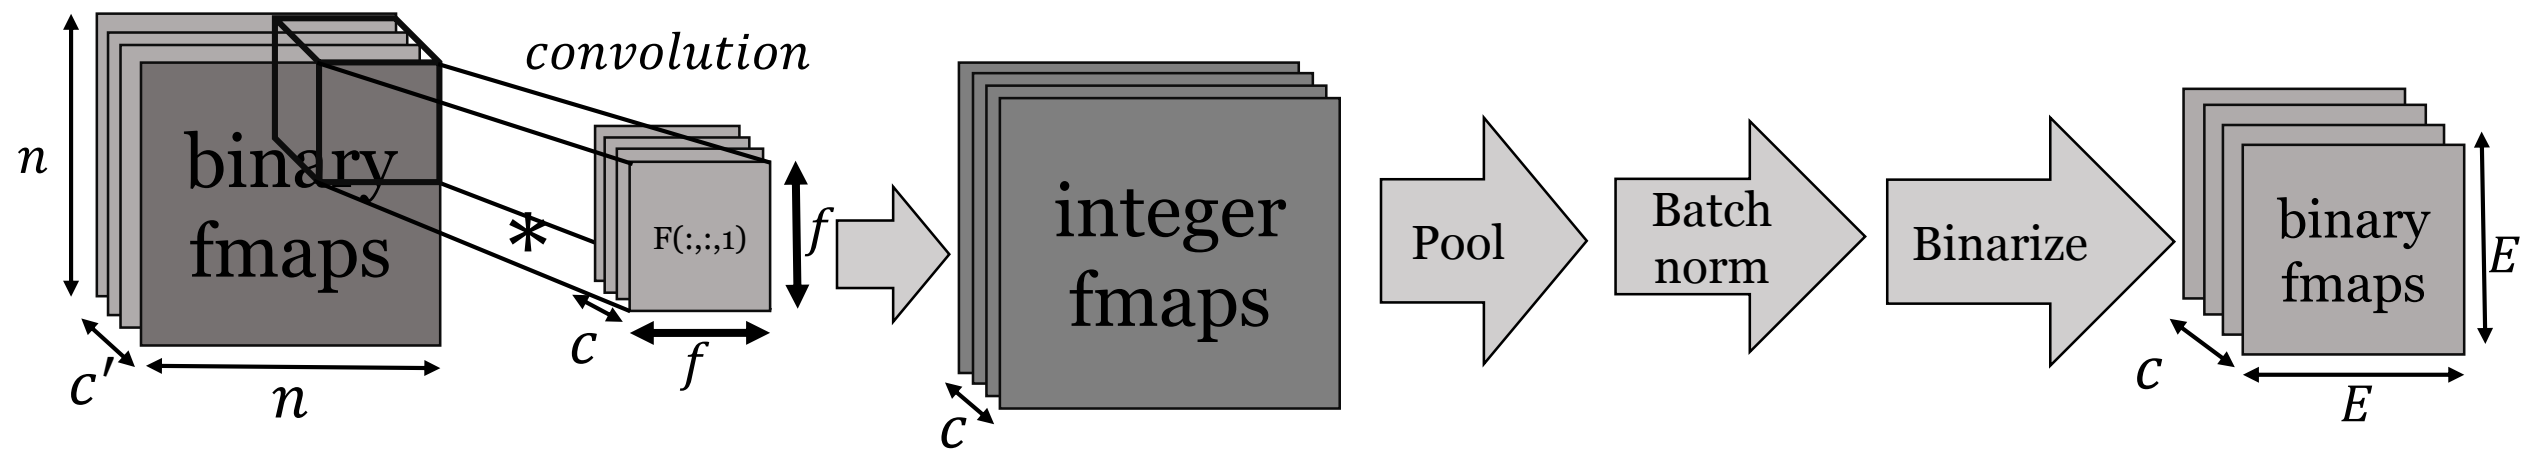 convolution
n
binary
fmaps
c′
n
*
F(:,:,1)
f
c
f
integer
fmaps
c
Pool
Batch
norm
Binarize
binary
fmaps
E
c
E